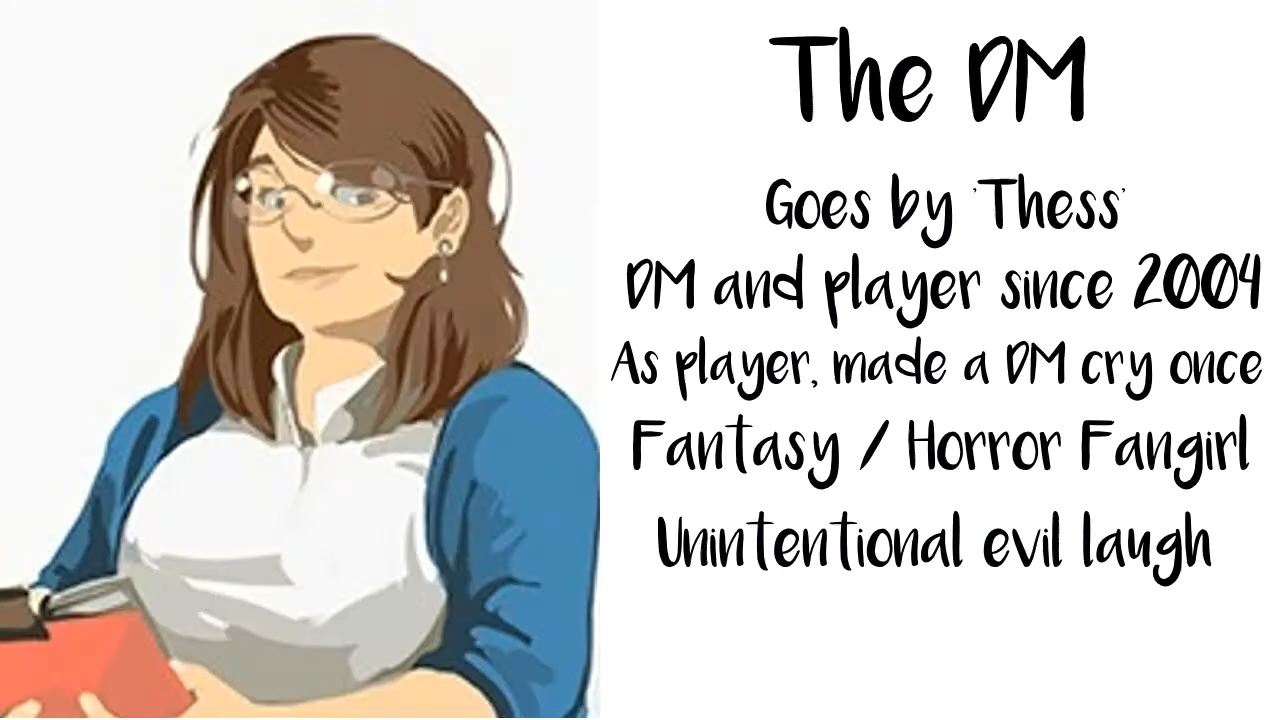 The DM
Goes by 'Thess'
DM and player since 2004
As player, made a DM cry once
Fantasy / Horror Fangirl
Unintentional evil laugh